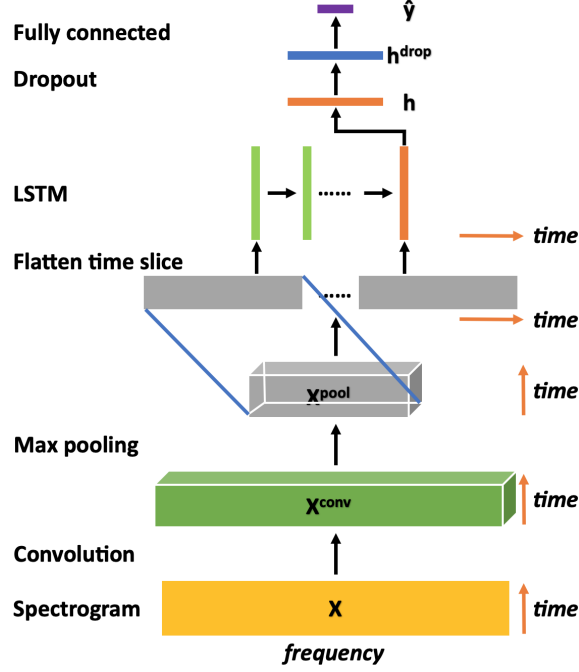 ŷ
Fully connected
h^drop
Dropout
h
LSTM
......
time
Flatten time slice
......
time
X^pool
time
Max pooling
X^conv
time
Convolution
Spectrogram
X
time
frequency